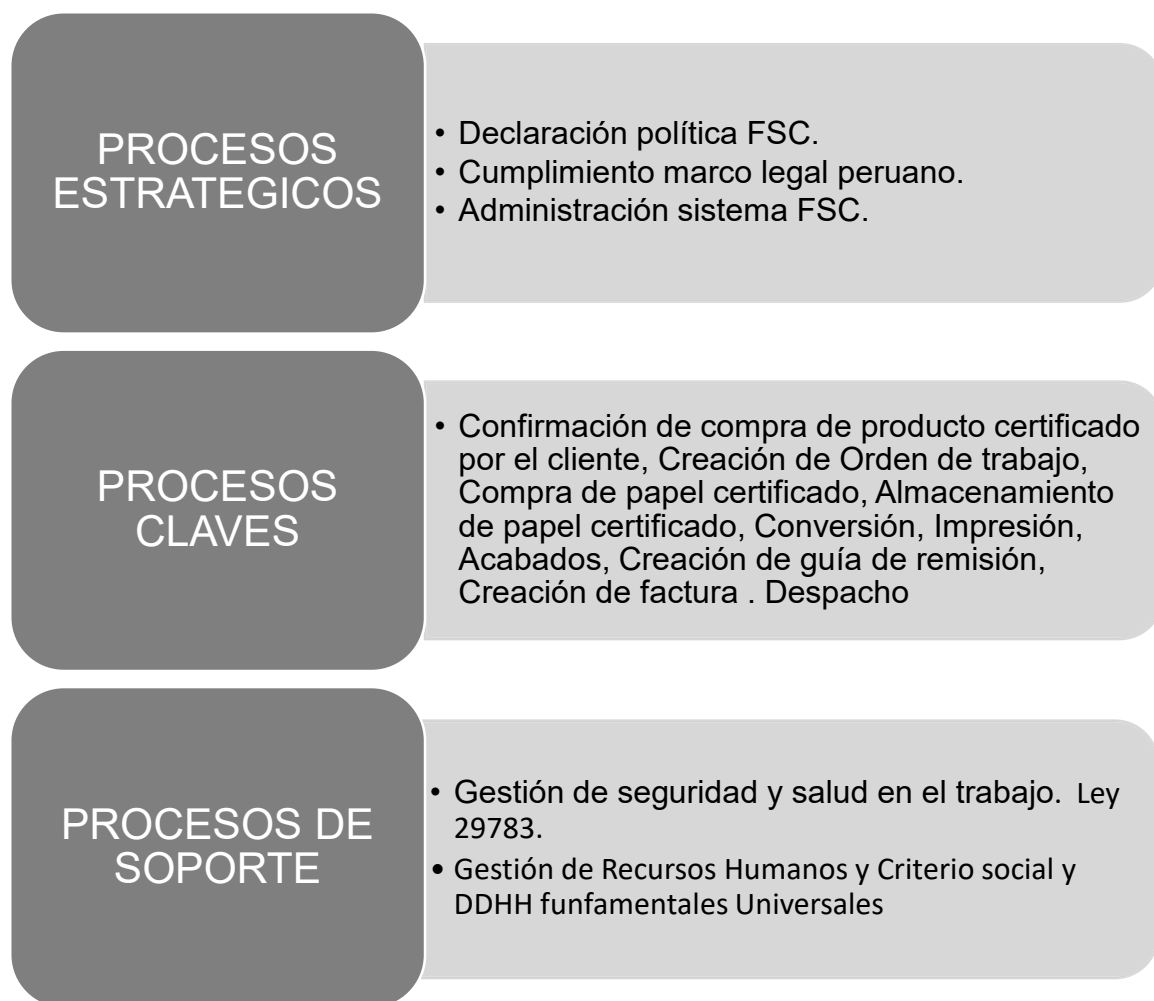 PROCESOS
ESTRATEGICOS
• Declaración política FSC.
• Cumplimiento marco legal peruano.
• Administración sistema FSC.
PROCESOS
CLAVES
• Confirmación de compra de producto certificado
por el cliente, Creación de Orden de trabajo,
Compra de papel certificado, Almacenamiento
de papel certificado, Conversión, Impresión,
Acabados, Creación de guía de remisión,
Creación de factura . Despacho
PROCESOS DE
SOPORTE
• Gestión de seguridad y salud en el trabajo. Ley
29783.
• Gestión de Recursos Humanos y Criterio social y
DDHH funfamentales Universales